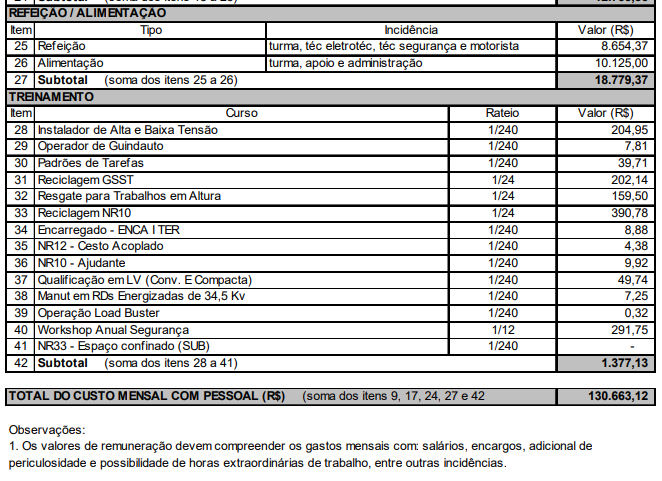 REFEIÇÃO / ALIMENTAÇÃO
Item Tipo Incidência Valor (R$)
25 Refeição turma, téc eletrotéc, téc segurança e motorista 8.654,37
26 Alimentação turma, apoio e administração 10.125,00
27 Subtotal (soma dos itens 25 a 26) 18.779,37
TREINAMENTO
Item Curso Rateio Valor (R$)
28 Instalador de Alta e Baixa Tensão 1/240 204,95
29 Operador de Guindauto 1/240 7,81
30 Padrões de Tarefas 1/240 39,71
31 Reciclagem GSST 1/24 202,14
32 Resgate para Trabalhos em Altura 1/24 159,50
33 Reciclagem NR10 1/24 390,78
34 Encarregado - ENCA I TER 1/240 8,88
35 NR12 - Cesto Acoplado 1/240 4,38
36 NR10 - Ajudante 1/240 9,92
37 Qualificação em LV (Conv. E Compacta) 1/240 49,74
38 Manut em RDs Energizadas de 34,5 Kv 1/240 7,25
39 Operação Load Buster 1/240 0,32
40 Workshop Anual Segurança 1/12 291,75
41 NR33 - Espaço confinado (SUB) 1/240 -
42 Subtotal (soma dos itens 28 a 41) 1.377,13
TOTAL DO CUSTO MENSAL COM PESSOAL (R$) (soma dos itens 9, 17, 24, 27 e 42 130.663,12
Observações:
1. Os valores de remuneração devem compreender os gastos mensais com: salários, encargos, adicional de
periculosidade e possibilidade de horas extraordinárias de trabalho, entre outras incidências.